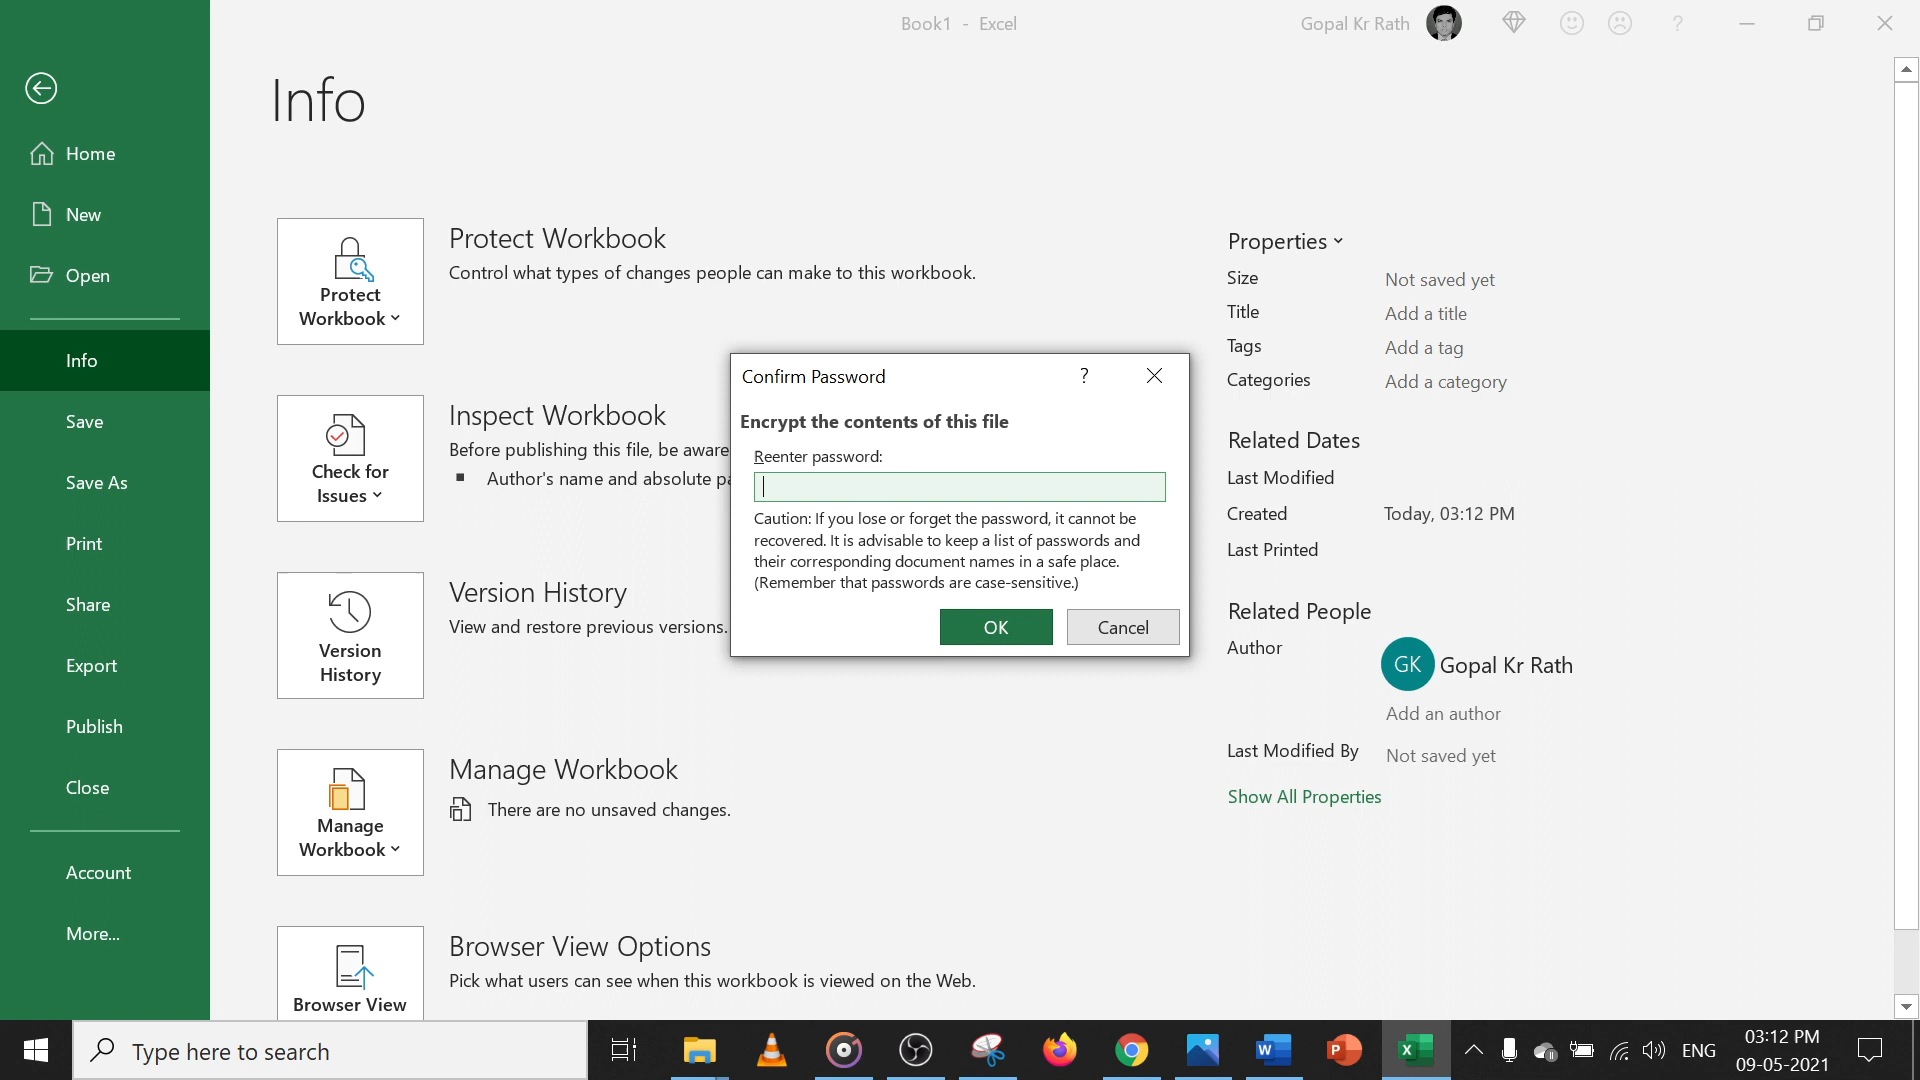 Book1 - Excel
Gopal Kr Rath
?
Info
Home
New
Open
Info
Save
Save As
Print
Share
Export
Publish
Close
Account
More...
Protect
Workbook
Protect Workbook
Control what types of changes people can make to this workbook.
Check for
Issues
Inspect Workbook
Before publishing this file, be aware
Author's name and absolute pa
Version
History
Version History
View and restore previous versions.
Manage
Workbook
Manage Workbook
There are no unsaved changes.
Browser View
Browser View Options
Pick what users can see when this workbook is viewed on the Web.
Confirm Password
?
Encrypt the contents of this file
Reenter password:
Caution: If you lose or forget the password, it cannot be
recovered. It is advisable to keep a list of passwords and
their corresponding document names in a safe place.
(Remember that passwords are case-sensitive.)
OK Cancel
Properties
Size Not saved yet
Title Add a title
Tags Add a tag
Categories Add a category
Related Dates
Last Modified
Created Today, 03:12 PM
Last Printed
Related People
Author
GK Gopal Kr Rath
Add an author
Last Modified By Not saved yet
Show All Properties
Type here to search
W
P
X
ENG
03:12 PM
09-05-2021